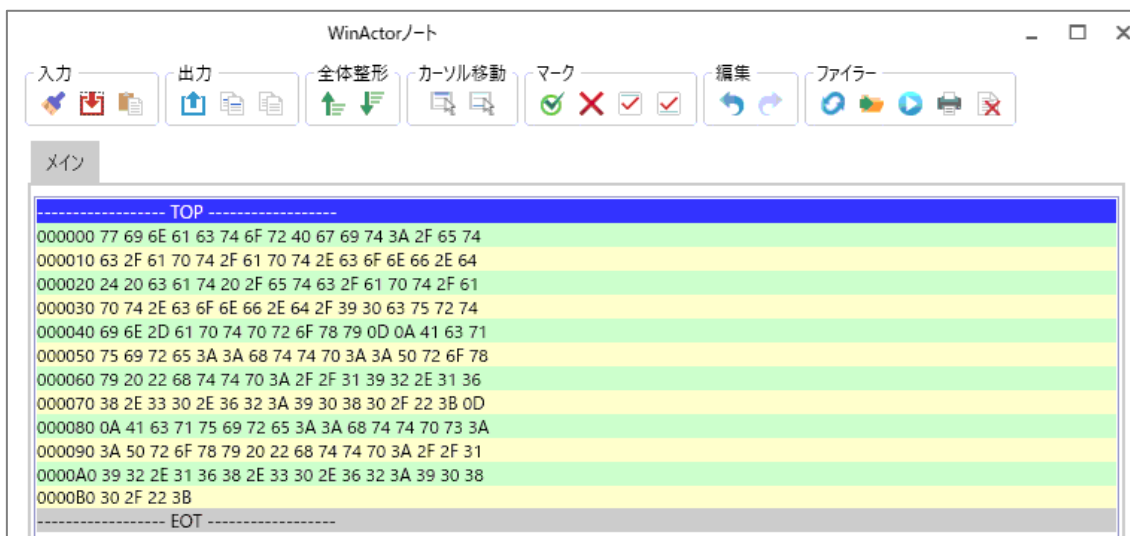 WinActorノート
入力 出力 全体整形 カーソル移動 マーク 編集 ファイラー
メイン
------------------ TOP ------------------
000000 77 69 6E 61 63 74 6F 72 40 67 69 74 3A 2F 65 74
000010 63 2F 61 70 74 2F 61 70 74 2E 63 6F 6E 66 2E 64
000020 24 20 63 61 74 20 2F 65 74 63 2F 61 70 74 2F 61
000030 70 74 2E 63 6F 6E 66 2E 64 2F 39 30 63 75 72 74
000040 69 6E 2D 61 70 74 70 72 6F 78 79 0D 0A 41 63 71
000050 75 69 72 65 3A 3A 68 74 74 70 3A 3A 50 72 6F 78
000060 79 20 22 68 74 74 70 3A 2F 2F 31 39 32 2E 31 36
000070 38 2E 33 30 2E 36 32 3A 39 30 38 30 2F 22 3B 0D
000080 0A 41 63 71 75 69 72 65 3A 3A 68 74 74 70 73 3A
000090 3A 50 72 6F 78 79 20 22 68 74 74 70 3A 2F 2F 31
0000A0 39 32 2E 31 36 38 2E 33 30 2E 36 32 3A 39 30 38
0000B0 30 2F 22 3B
------------------ EOT ------------------